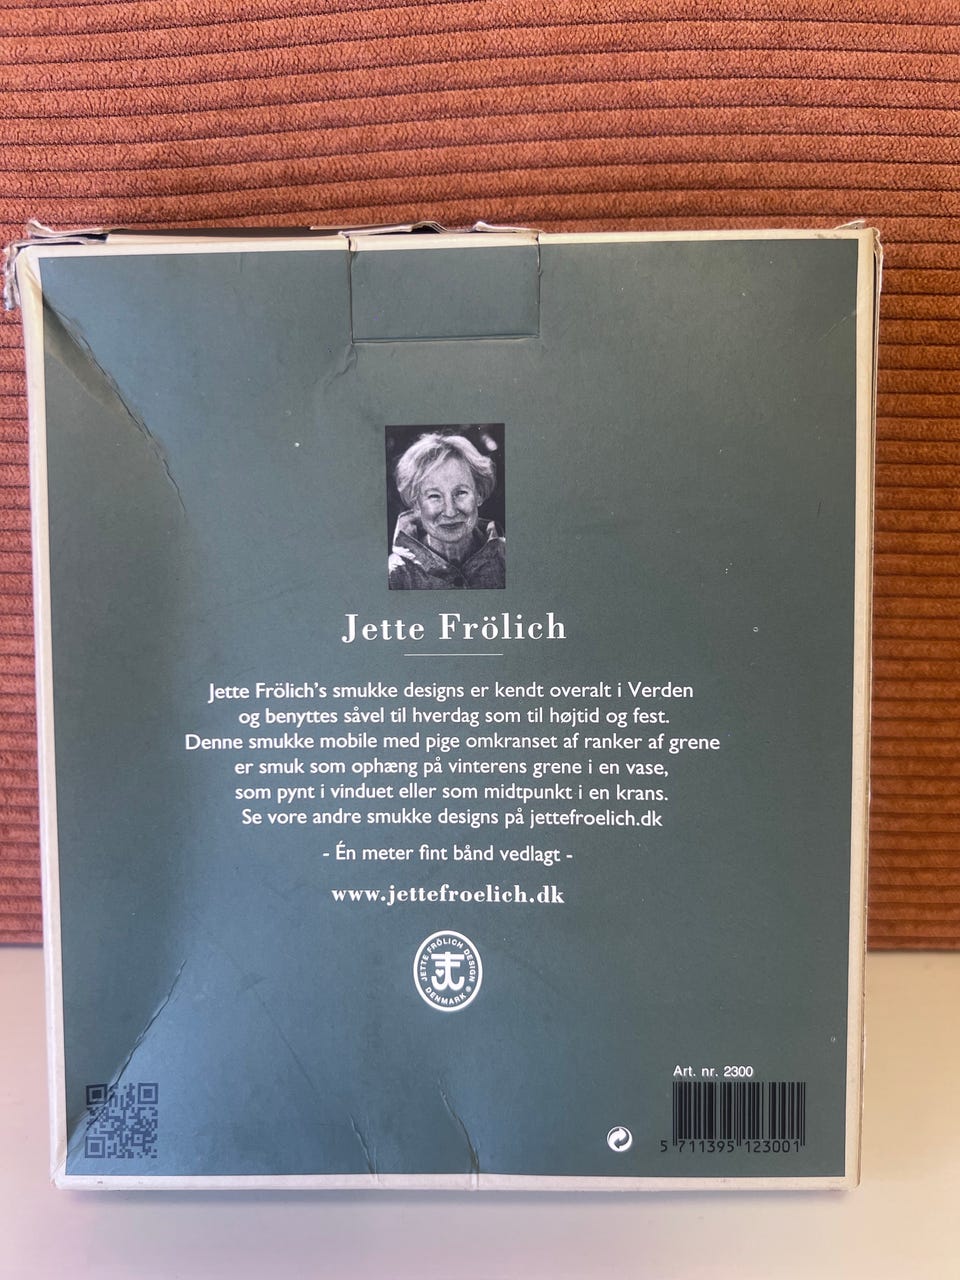 Jette Frölich
Jette Frölich's smukke designs er kendt overalt i Verden
og benyttes såvel til hverdag som til højtid og fest.
Denne smukke mobile med pige omkranset af ranker af grene
er smuk som ophæng på vinterens grene i en vase,
som pynt i vinduet eller som midtpunkt i en krans.
Se vore andre smukke designs på jettefroelich.dk
- Én meter fint bånd vedlagt -
www.jettefroelich.dk
JETTE FRÖLICH DESIGN
DENMARK ®
Art. nr. 2300
5 711395 123001